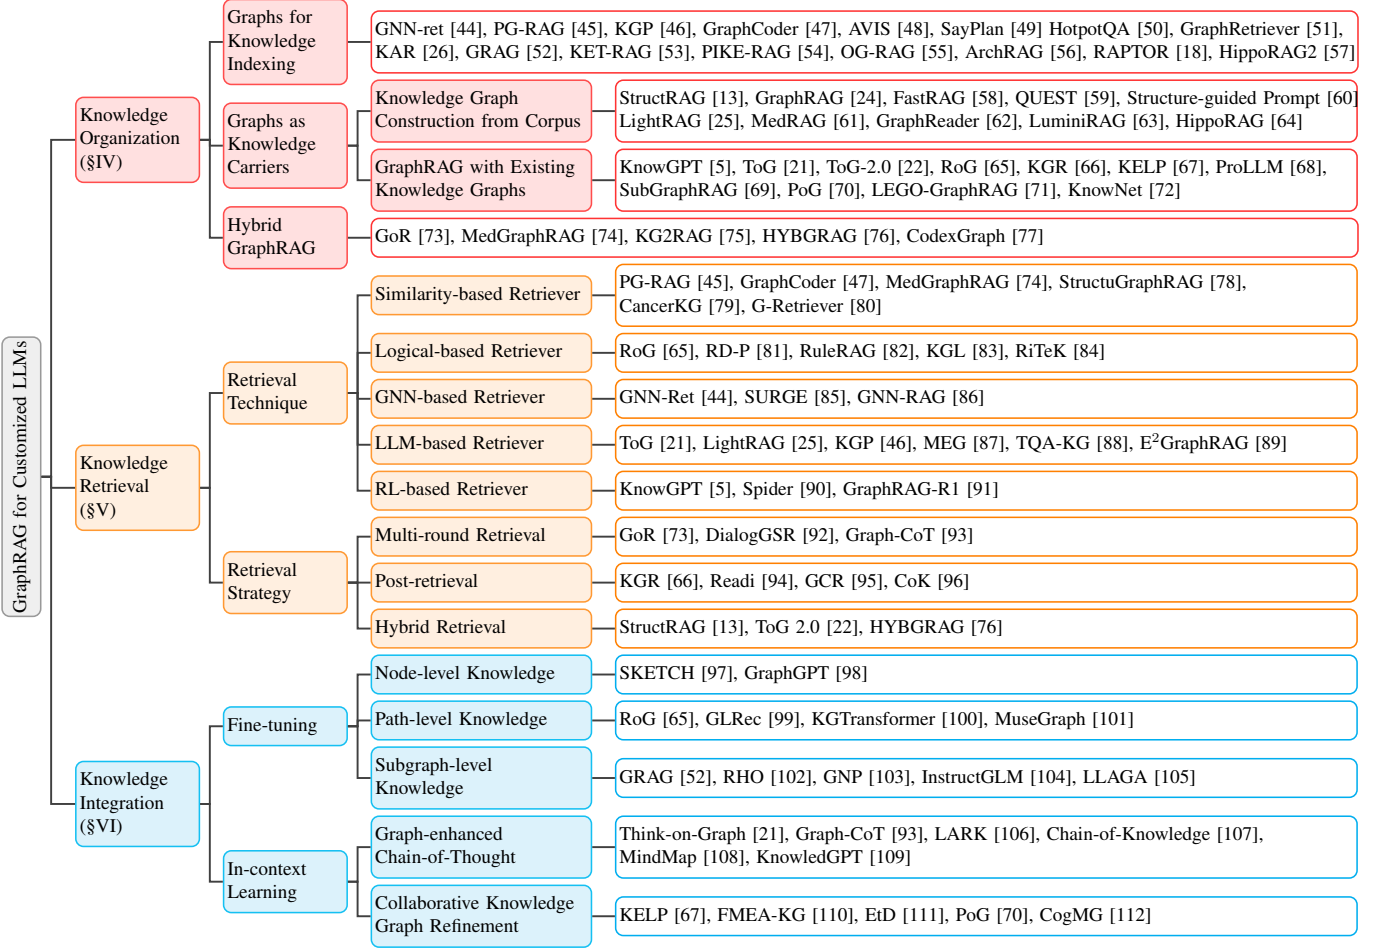 GraphRAG for Customized LLMs
Knowledge
Organization
(§IV)
Graphs for
Knowledge
Indexing
GNN-ret [44], PG-RAG [45], KGP [46], GraphCoder [47], AVIS [48], SayPlan [49] HotpotQA [50], GraphRetriever [51],
KAR [26], GRAG [52], KET-RAG [53], PIKE-RAG [54], OG-RAG [55], ArchRAG [56], RAPTOR [18], HippoRAG2 [57]
Graphs as
Knowledge
Carriers
Knowledge Graph
Construction from Corpus
StructRAG [13], GraphRAG [24], FastRAG [58], QUEST [59], Structure-guided Prompt [60]
LightRAG [25], MedRAG [61], GraphReader [62], LuminiRAG [63], HippoRAG [64]
GraphRAG with Existing
Knowledge Graphs
KnowGPT [5], ToG [21], ToG-2.0 [22], RoG [65], KGR [66], KELP [67], ProLLM [68],
SubGraphRAG [69], PoG [70], LEGO-GraphRAG [71], KnowNet [72]
Hybrid
GraphRAG
GoR [73], MedGraphRAG [74], KG2RAG [75], HYBGRAG [76], CodexGraph [77]
Knowledge
Retrieval
(§V)
Retrieval
Technique
Similarity-based Retriever
PG-RAG [45], GraphCoder [47], MedGraphRAG [74], StructuGraphRAG [78],
CancerKG [79], G-Retriever [80]
Logical-based Retriever
RoG [65], RD-P [81], RuleRAG [82], KGL [83], RiTeK [84]
GNN-based Retriever
GNN-Ret [44], SURGE [85], GNN-RAG [86]
LLM-based Retriever
ToG [21], LightRAG [25], KGP [46], MEG [87], TQA-KG [88], E²GraphRAG [89]
RL-based Retriever
KnowGPT [5], Spider [90], GraphRAG-R1 [91]
Retrieval
Strategy
Multi-round Retrieval
GoR [73], DialogGSR [92], Graph-CoT [93]
Post-retrieval
KGR [66], Readi [94], GCR [95], CoK [96]
Hybrid Retrieval
StructRAG [13], ToG 2.0 [22], HYBGRAG [76]
Knowledge
Integration
(§VI)
Fine-tuning
Node-level Knowledge
SKETCH [97], GraphGPT [98]
Path-level Knowledge
RoG [65], GLRec [99], KGTransformer [100], MuseGraph [101]
Subgraph-level
Knowledge
GRAG [52], RHO [102], GNP [103], InstructGLM [104], LLAGA [105]
In-context
Learning
Graph-enhanced
Chain-of-Thought
Think-on-Graph [21], Graph-CoT [93], LARK [106], Chain-of-Knowledge [107],
MindMap [108], KnowledGPT [109]
Collaborative Knowledge
Graph Refinement
KELP [67], FMEA-KG [110], EtD [111], PoG [70], CogMG [112]